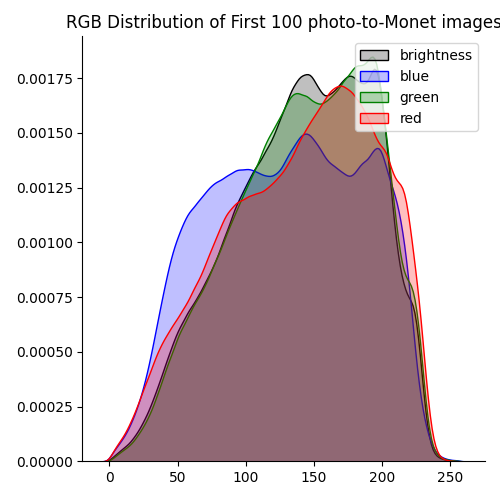 RGB Distribution of First 100 photo-to-Monet images
brightness
blue
green
red
0.00175
0.00150
0.00125
0.00100
0.00075
0.00050
0.00025
0.00000
0 50 100 150 200 250